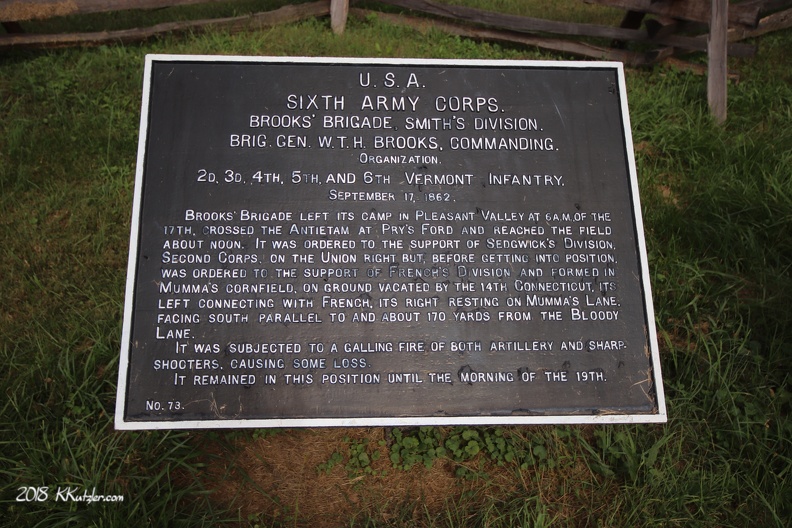 U.S.A.
SIXTH ARMY CORPS.
BROOKS' BRIGADE, SMITH'S DIVISION.
BRIG. GEN. W.T.H. BROOKS, COMMANDING.
ORGANIZATION.
2D, 3D, 4TH, 5TH, AND 6TH VERMONT INFANTRY.
SEPTEMBER 17, 1862.
BROOKS' BRIGADE LEFT ITS CAMP IN PLEASANT VALLEY AT 6 A.M. OF THE
17TH, CROSSED THE ANTIETAM AT PRY'S FORD AND REACHED THE FIELD
ABOUT NOON. IT WAS ORDERED TO THE SUPPORT OF SEDGWICK'S DIVISION,
SECOND CORPS, ON THE UNION RIGHT BUT, BEFORE GETTING INTO POSITION,
WAS ORDERED TO THE SUPPORT OF FRENCH'S DIVISION AND FORMED IN
MUMMA'S CORNFIELD, ON GROUND VACATED BY THE 14TH CONNECTICUT, ITS
LEFT CONNECTING WITH FRENCH, ITS RIGHT RESTING ON MUMMA'S LANE,
FACING SOUTH PARALLEL TO AND ABOUT 170 YARDS FROM THE BLOODY
LANE.
IT WAS SUBJECTED TO A GALLING FIRE OF BOTH ARTILLERY AND SHARP-
SHOOTERS, CAUSING SOME LOSS.
IT REMAINED IN THIS POSITION UNTIL THE MORNING OF THE 19TH.
NO. 73.
2018 KKutzler.com